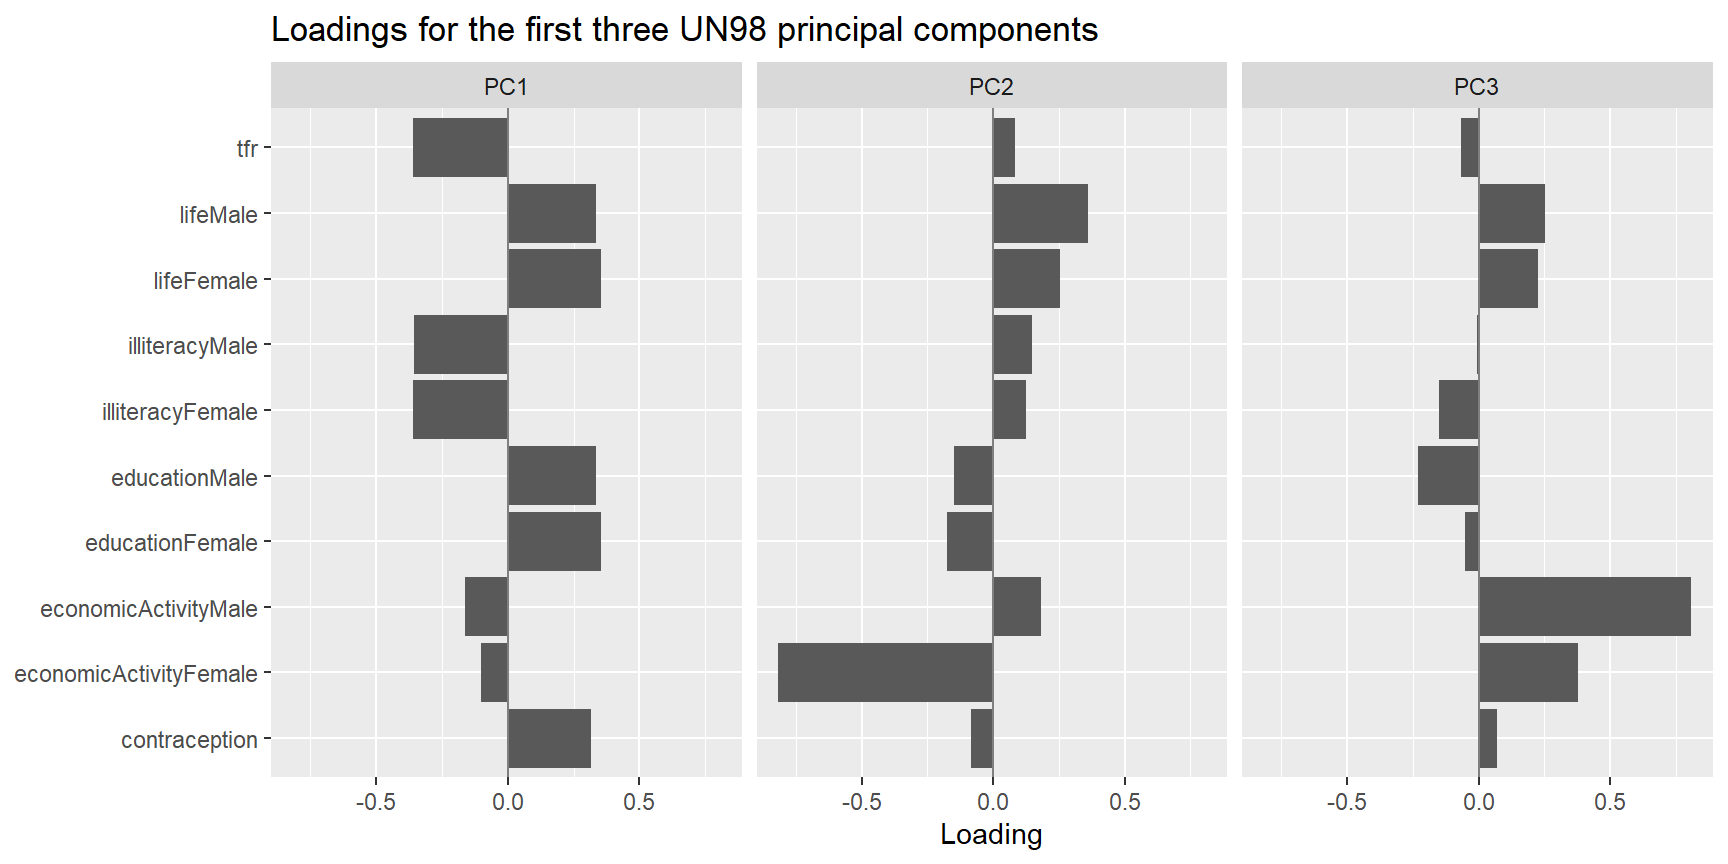 Loadings for the first three UN98 principal components
PC1 PC2 PC3
tfr
lifeMale
lifeFemale
illiteracyMale
illiteracyFemale
educationMale
educationFemale
economicActivityMale
economicActivityFemale
contraception
-0.5 0.0 0.5 -0.5 0.0 0.5 -0.5 0.0 0.5
Loading